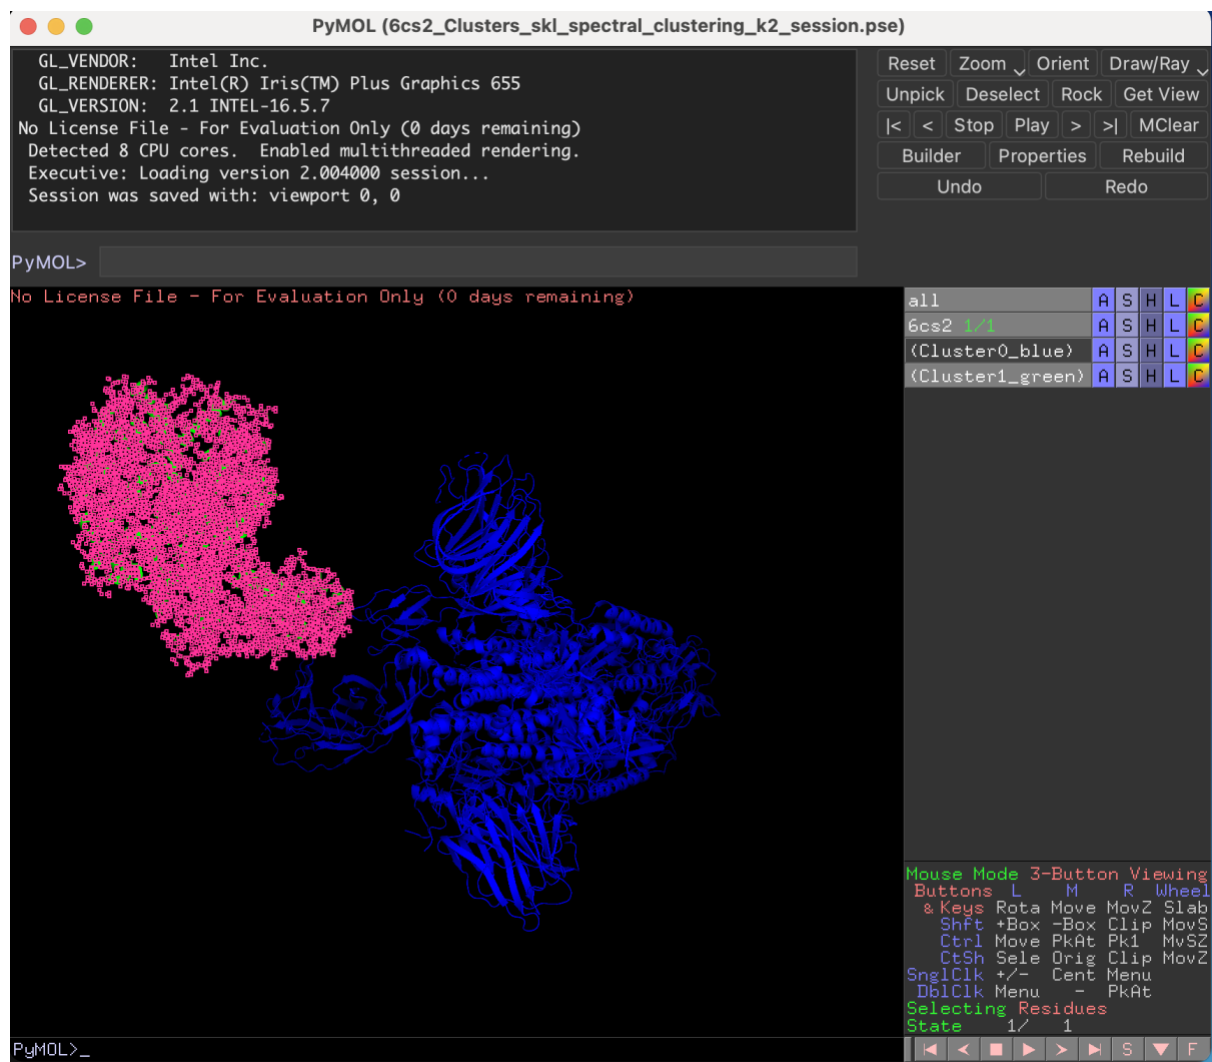 PyMOL (6cs2_Clusters_skl_spectral_clustering_k2_session.pse)
GL_VENDOR: Intel Inc.
GL_RENDERER: Intel(R) Iris(TM) Plus Graphics 655
GL_VERSION: 2.1 INTEL-16.5.7
No License File - For Evaluation Only (0 days remaining)
Detected 8 CPU cores. Enabled multithreaded rendering.
Executive: Loading version 2.004000 session...
Session was saved with: viewport 0, 0
PyMOL>
Reset Zoom Orient Draw/Ray
Unpick Deselect Rock Get View
|< < Stop Play > >| MClear
Builder Properties Rebuild
Undo Redo
No License File - For Evaluation Only (0 days remaining)
all A S H L C
6cs2 1/1 A S H L C
(Cluster0_blue) A S H L C
(Cluster1_green) A S H L C
Mouse Mode 3-Button Viewing
Buttons L M R Wheel
& Keys Rota Move MovZ Slab
Shft +Box -Box Clip MovS
Ctrl Move PkAt Pk1 MvSZ
CtSh Sele Orig Clip MovZ
SnglClk +/- Cent Menu
DblClk Menu - PkAt
Selecting Residues
State 1/ 1
PyMOL>_
S F